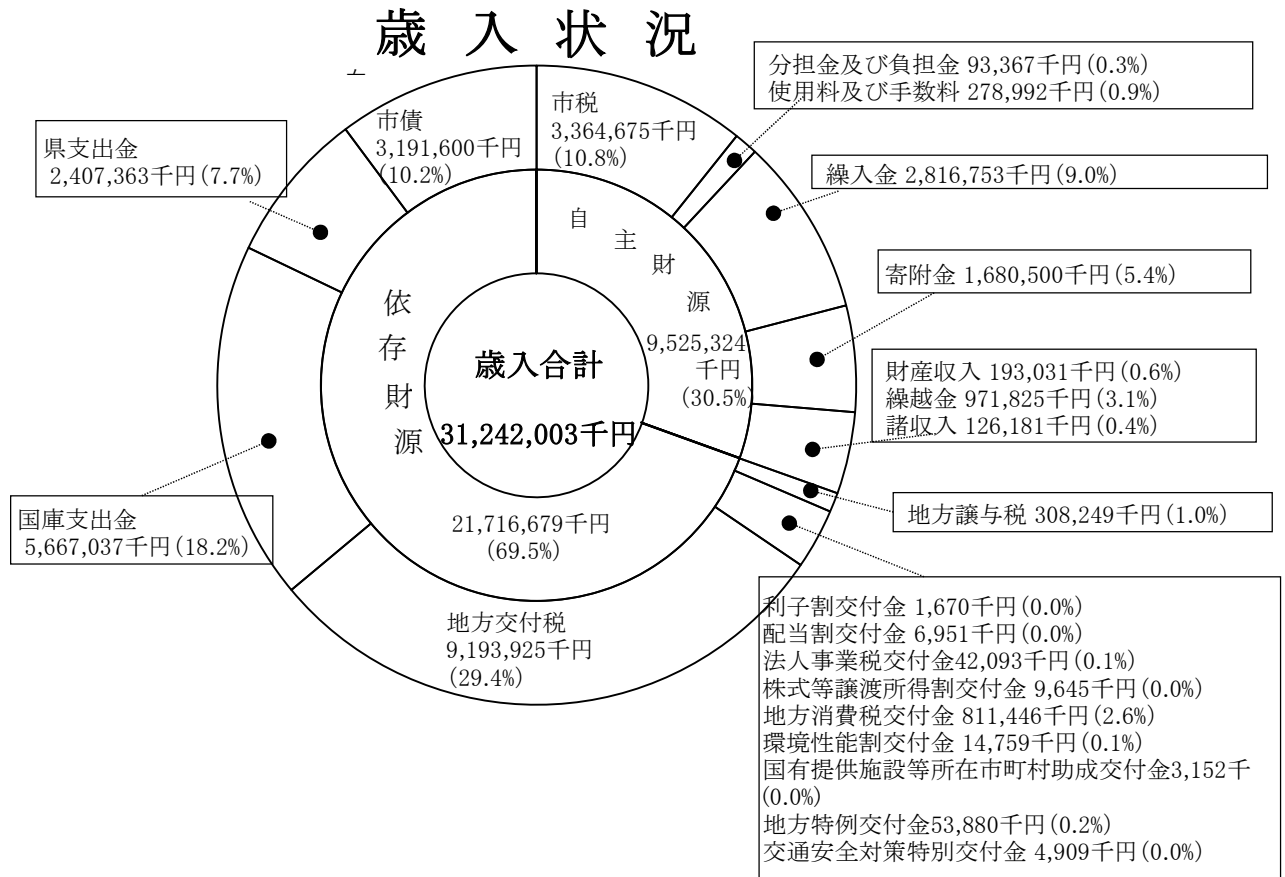 歳入状況
分担金及び負担金 93,367千円(0.3%)
使用料及び手数料 278,992千円(0.9%)
市税
3,364,675千円
(10.8%)
市債
3,191,600千円
(10.2%)
県支出金
2,407,363千円(7.7%)
繰入金 2,816,753千円(9.0%)
自主財源
9,525,324
千円
(30.5%)
寄附金 1,680,500千円(5.4%)
依存財源
歳入合計
31,242,003千円
財産収入 193,031千円(0.6%)
繰越金 971,825千円(3.1%)
諸収入 126,181千円(0.4%)
地方譲与税 308,249千円(1.0%)
国庫支出金
5,667,037千円(18.2%)
21,716,679千円
(69.5%)
地方交付税
9,193,925千円
(29.4%)
利子割交付金 1,670千円(0.0%)
配当割交付金 6,951千円(0.0%)
法人事業税交付金42,093千円(0.1%)
株式等譲渡所得割交付金 9,645千円(0.0%)
地方消費税交付金 811,446千円(2.6%)
環境性能割交付金 14,759千円(0.1%)
国有提供施設等所在市町村助成交付金3,152千
(0.0%)
地方特例交付金53,880千円(0.2%)
交通安全対策特別交付金 4,909千円(0.0%)